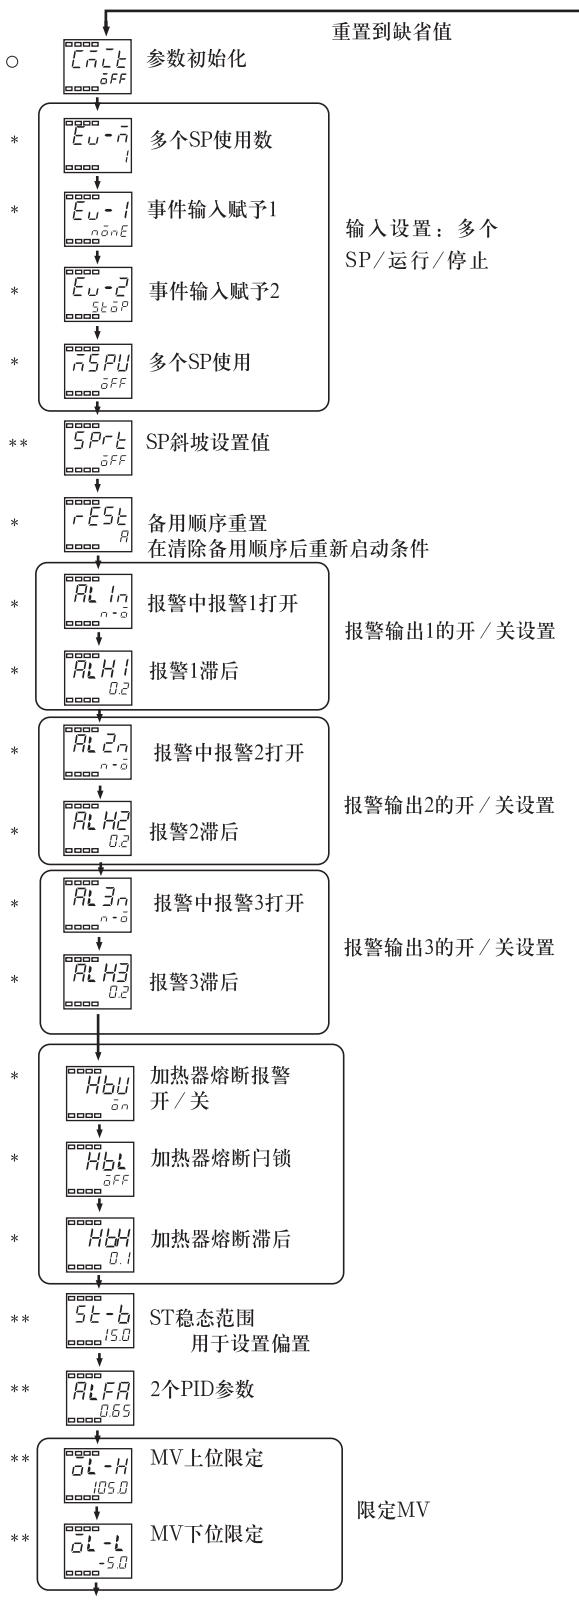 重置到缺省值
○ INIT OFF 参数初始化
* EV-M 1 多个SP使用数
* EV-1 NONE 事件输入赋予1
输入设置：多个
SP/运行/停止
* EV-2 STOP 事件输入赋予2
* MSPU OFF 多个SP使用
** SPRT OFF SP斜坡设置值
* REST A 备用顺序重置
在清除备用顺序后重新启动条件
* AL1N N-O 报警中报警1打开
报警输出1的开/关设置
* ALH1 0.2 报警1滞后
* AL2N N-O 报警中报警2打开
报警输出2的开/关设置
* ALH2 0.2 报警2滞后
* AL3N N-O 报警中报警3打开
报警输出3的开/关设置
* ALH3 0.2 报警3滞后
* HBU ON 加热器熔断报警
开/关
* HBL OFF 加热器熔断闩锁
* HBH 0.1 加热器熔断滞后
** ST-B 15.0 ST稳态范围
用于设置偏置
** ALFA 0.65 2个PID参数
** OL-H 105.0 MV上位限定
限定MV
** OL-L -5.0 MV下位限定